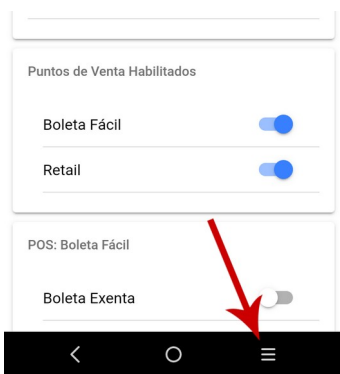 Puntos de Venta Habilitados
Boleta Fácil
Retail
POS: Boleta Fácil
Boleta Exenta